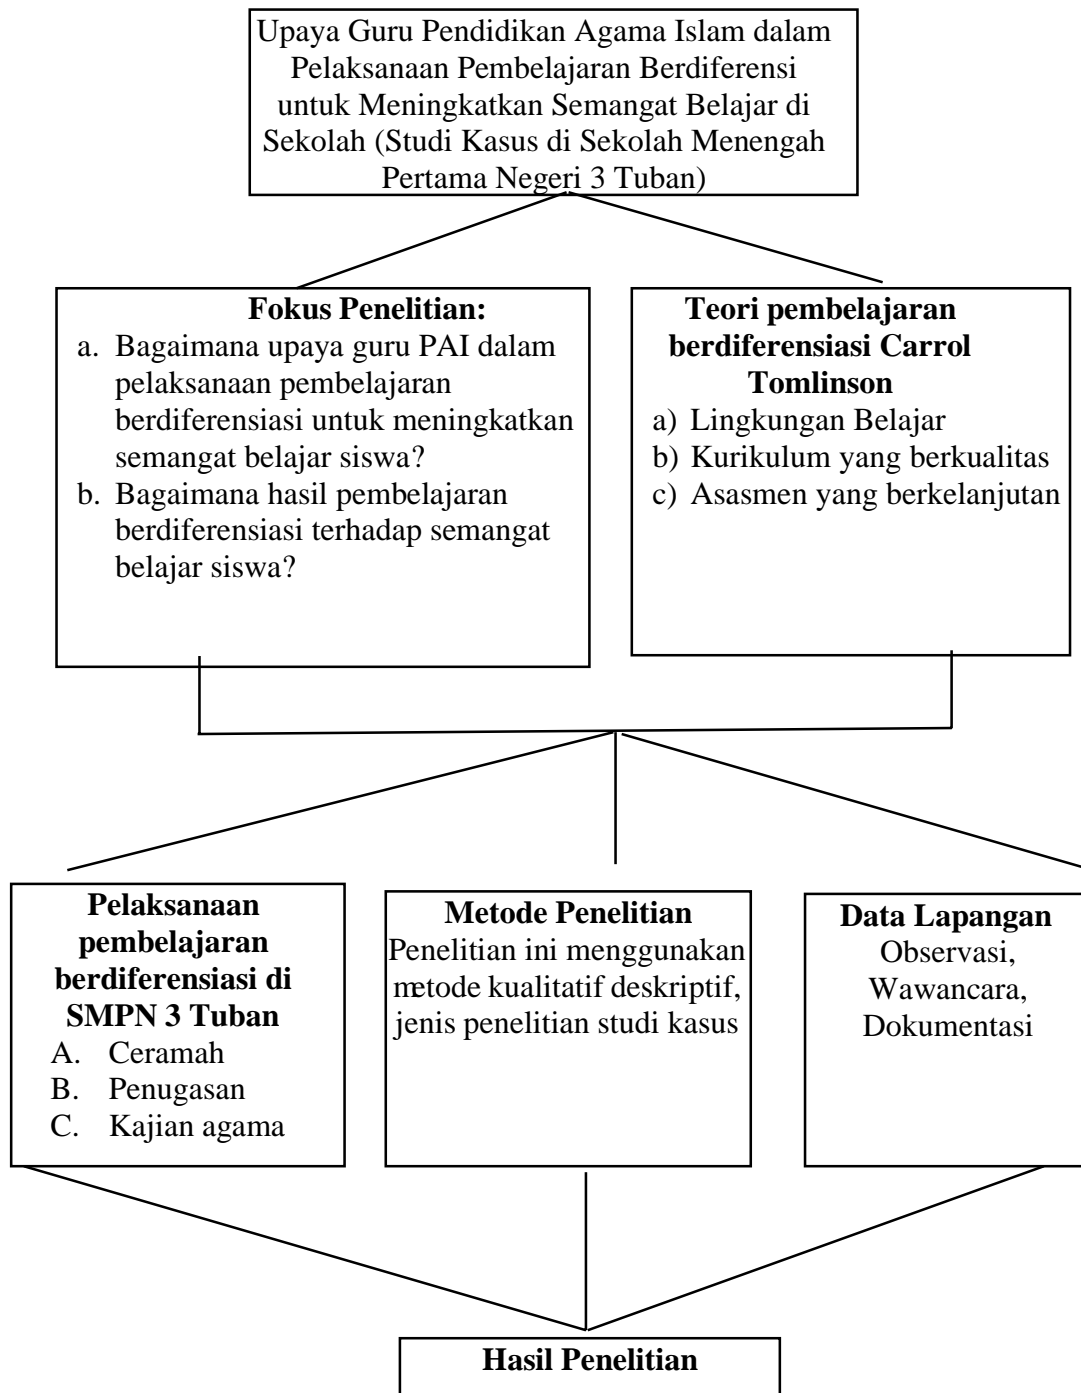 Upaya Guru Pendidikan Agama Islam dalam
Pelaksanaan Pembelajaran Berdiferensi
untuk Meningkatkan Semangat Belajar di
Sekolah (Studi Kasus di Sekolah Menengah
Pertama Negeri 3 Tuban)
Fokus Penelitian:
a. Bagaimana upaya guru PAI dalam
pelaksanaan pembelajaran
berdiferensiasi untuk meningkatkan
semangat belajar siswa?
b. Bagaimana hasil pembelajaran
berdiferensiasi terhadap semangat
belajar siswa?
Teori pembelajaran
berdiferensiasi Carrol
Tomlinson
a) Lingkungan Belajar
b) Kurikulum yang berkualitas
c) Asasmen yang berkelanjutan
Pelaksanaan
pembelajaran
berdiferensiasi di
SMPN 3 Tuban
A. Ceramah
B. Penugasan
C. Kajian agama
Metode Penelitian
Penelitian ini menggunakan
metode kualitatif deskriptif,
jenis penelitian studi kasus
Data Lapangan
Observasi,
Wawancara,
Dokumentasi
Hasil Penelitian